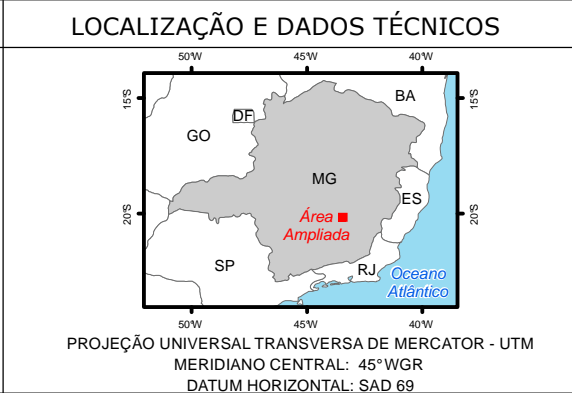 LOCALIZAÇÃO E DADOS TÉCNICOS
50°W 45°W 40°W
15°S 15°S
BA
DF
GO
MG
ES
20°S 20°S
Área
Ampliada
SP
RJ
Oceano
Atlântico
50°W 45°W 40°W
PROJEÇÃO UNIVERSAL TRANSVERSA DE MERCATOR - UTM
MERIDIANO CENTRAL: 45° WGR
DATUM HORIZONTAL: SAD 69